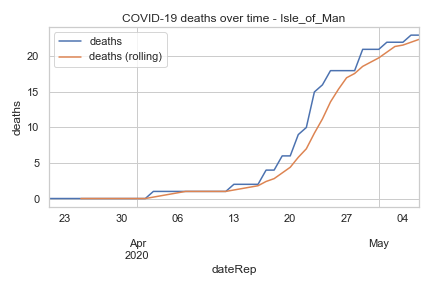 COVID-19 deaths over time - Isle_of_Man
deaths
deaths (rolling)
deaths
20
15
10
5
0
23 30 06 13 20 27 04
Apr May
2020
dateRep